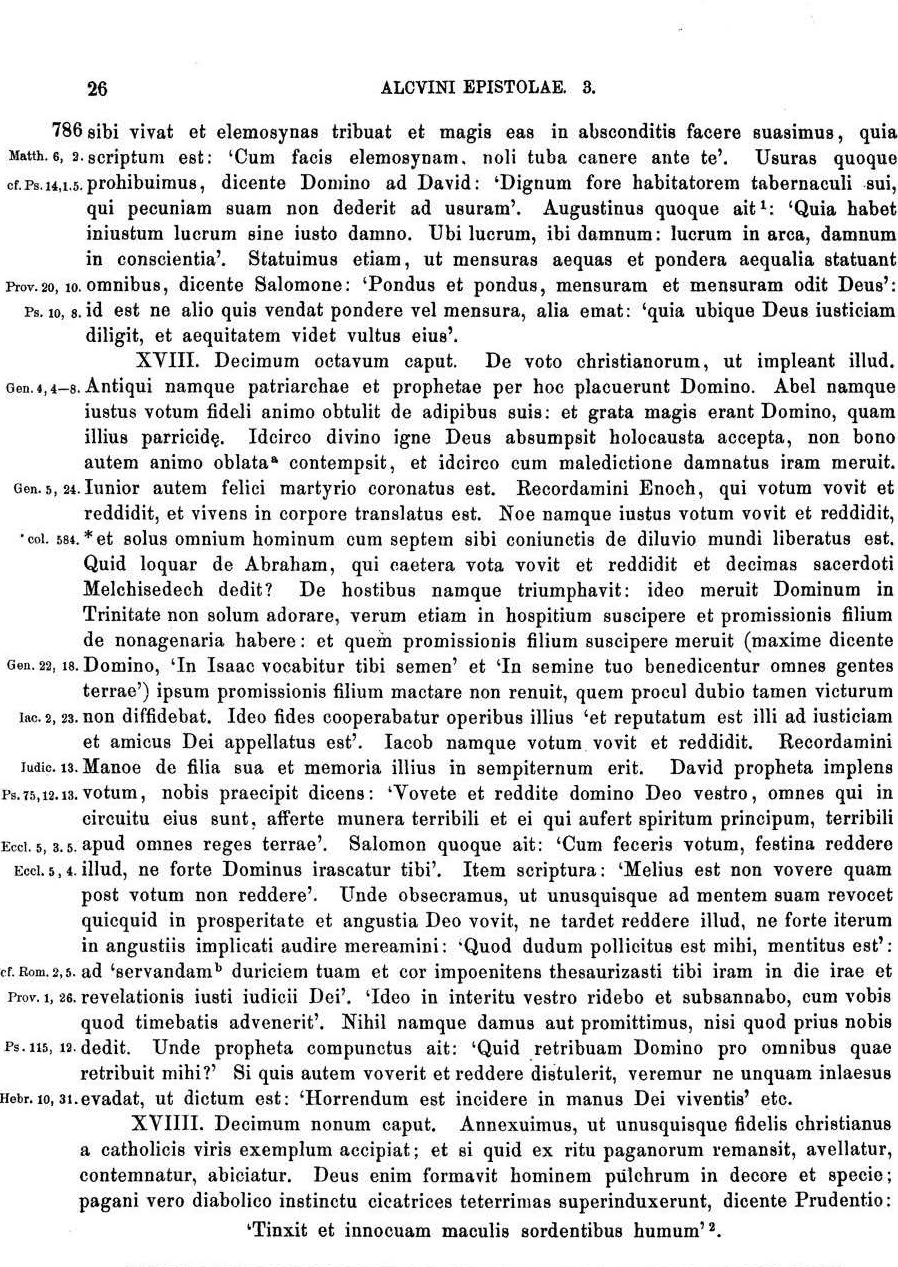 26 ALCVINI EPISTOLAE. 3.
786 sibi vivat et elemosynas tribuat et magis eas in absconditis facere suasimus, quia
Matth. 6, 2. scriptum est: ‘Cum facis elemosynam, noli tuba canere ante te’. Usuras quoque
cf. Ps. 14,1.5. prohibuimus, dicente Domino ad David: ‘Dignum fore habitatorem tabernaculi sui,
qui pecuniam suam non dederit ad usuram’. Augustinus quoque ait¹: ‘Quia habet
iniustum lucrum sine iusto damno. Ubi lucrum, ibi damnum: lucrum in arca, damnum
in conscientia’. Statuimus etiam, ut mensuras aequas et pondera aequalia statuant
Prov. 20, 10. omnibus, dicente Salomone: ‘Pondus et pondus, mensuram et mensuram odit Deus’:
Ps. 10, 8. id est ne alio quis vendat pondere vel mensura, alia emat: ‘quia ubique Deus iusticiam
diligit, et aequitatem videt vultus eius’.
XVIII. Decimum octavum caput. De voto christianorum, ut impleant illud.
Gen. 4, 4–8. Antiqui namque patriarchae et prophetae per hoc placuerunt Domino. Abel namque
iustus votum fideli animo obtulit de adipibus suis: et grata magis erant Domino, quam
illius parricidę. Idcirco divino igne Deus absumpsit holocausta accepta, non bono
autem animo oblataᵃ contempsit, et idcirco cum maledictione damnatus iram meruit.
Gen. 5, 24. Iunior autem felici martyrio coronatus est. Recordamini Enoch, qui votum vovit et
reddidit, et vivens in corpore translatus est. Noe namque iustus votum vovit et reddidit,
*col. 584. *et solus omnium hominum cum septem sibi coniunctis de diluvio mundi liberatus est.
Quid loquar de Abraham, qui caetera vota vovit et reddidit et decimas sacerdoti
Melchisedech dedit? De hostibus namque triumphavit: ideo meruit Dominum in
Trinitate non solum adorare, verum etiam in hospitium suscipere et promissionis filium
de nonagenaria habere: et quem promissionis filium suscipere meruit (maxime dicente
Gen. 22, 18. Domino, ‘In Isaac vocabitur tibi semen’ et ‘In semine tuo benedicentur omnes gentes
terrae’) ipsum promissionis filium mactare non renuit, quem procul dubio tamen victurum
Iac. 2, 23. non diffidebat. Ideo fides cooperabatur operibus illius ‘et reputatum est illi ad iusticiam
et amicus Dei appellatus est’. Iacob namque votum vovit et reddidit. Recordamini
Iudic. 13. Manoe de filia sua et memoria illius in sempiternum erit. David propheta implens
Ps. 75,12.13. votum, nobis praecipit dicens: ‘Vovete et reddite domino Deo vestro, omnes qui in
circuitu eius sunt, afferte munera terribili et ei qui aufert spiritum principum, terribili
Eccl. 5, 3. 5. apud omnes reges terrae’. Salomon quoque ait: ‘Cum feceris votum, festina reddere
Eccl. 5, 4. illud, ne forte Dominus irascatur tibi’. Item scriptura: ‘Melius est non vovere quam
post votum non reddere’. Unde obsecramus, ut unusquisque ad mentem suam revocet
quicquid in prosperitate et angustia Deo vovit, ne tardet reddere illud, ne forte iterum
in angustiis implicati audire mereamini: ‘Quod dudum pollicitus est mihi, mentitus est’:
cf. Rom. 2, 5. ad ‘servandamᵇ duriciem tuam et cor impoenitens thesaurizasti tibi iram in die irae et
Prov. 1, 26. revelationis iusti iudicii Dei’. ‘Ideo in interitu vestro ridebo et subsannabo, cum vobis
quod timebatis advenerit’. Nihil namque damus aut promittimus, nisi quod prius nobis
Ps. 115, 12. dedit. Unde propheta compunctus ait: ‘Quid retribuam Domino pro omnibus quae
retribuit mihi?’ Si quis autem voverit et reddere distulerit, veremur ne unquam inlaesus
Hebr. 10, 31. evadat, ut dictum est: ‘Horrendum est incidere in manus Dei viventis’ etc.
XVIIII. Decimum nonum caput. Annexuimus, ut unusquisque fidelis christianus
a catholicis viris exemplum accipiat; et si quid ex ritu paganorum remansit, avellatur,
contemnatur, abiciatur. Deus enim formavit hominem pulchrum in decore et specie;
pagani vero diabolico instinctu cicatrices teterrimas superinduxerunt, dicente Prudentio:
‘Tinxit et innocuam maculis sordentibus humum’².